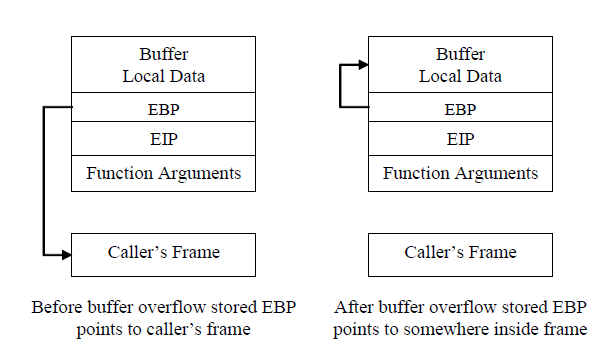 Buffer
Local Data
EBP
EIP
Function Arguments
Caller's Frame
Before buffer overflow stored EBP
points to caller's frame
Buffer
Local Data
EBP
EIP
Function Arguments
Caller's Frame
After buffer overflow stored EBP
points to somewhere inside frame